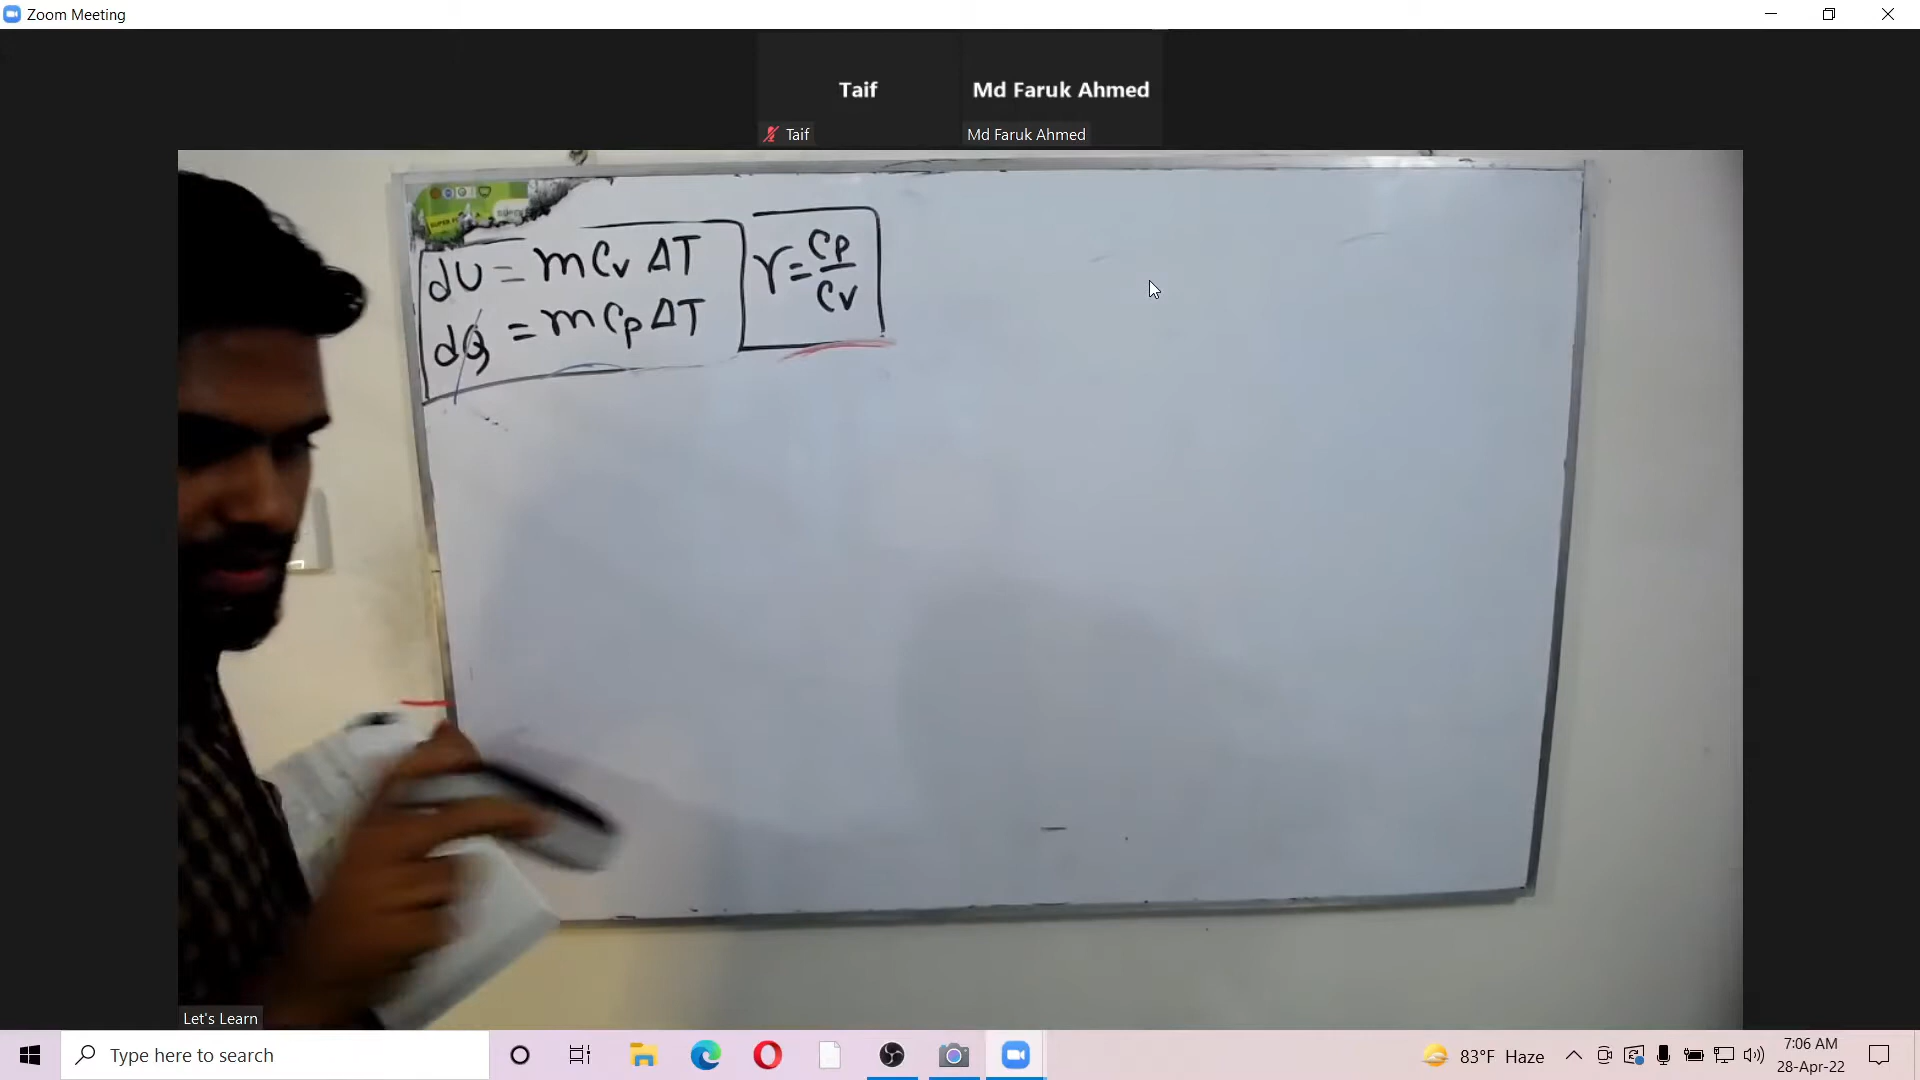 Zoom Meeting
Taif
Md Faruk Ahmed
Taif
Md Faruk Ahmed
dU = mCv ΔT
dQ = mCp ΔT
γ = Cp / Cv
Let's Learn
Type here to search
83°F Haze
7:06 AM
28-Apr-22